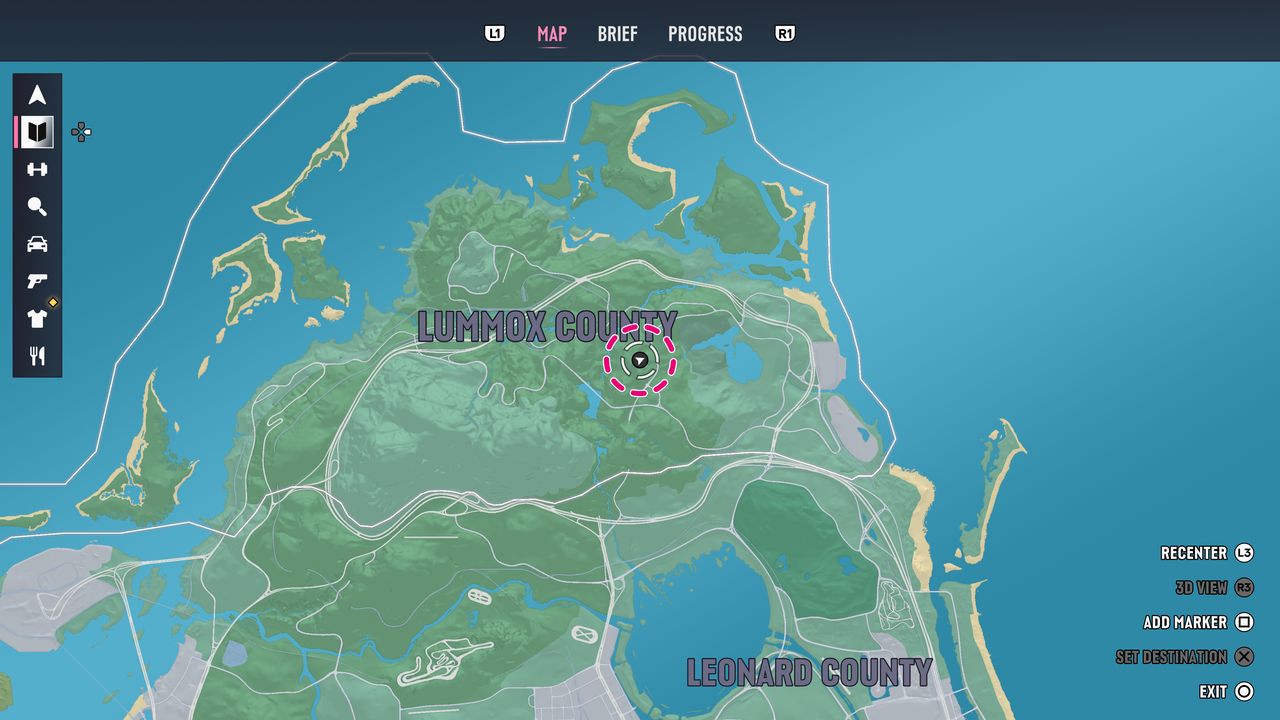 L1 MAP BRIEF PROGRESS R1
LUMMOX COUNTY
RECENTER L3
3D VIEW R3
ADD MARKER
SET DESTINATION
LEONARD COUNTY
EXIT